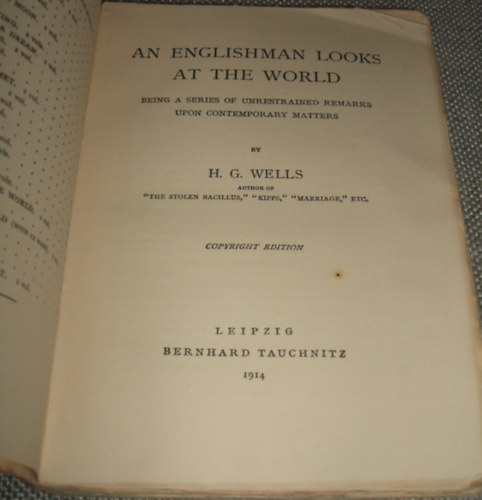 AN ENGLISHMAN LOOKS
AT THE WORLD
BEING A SERIES OF UNRESTRAINED REMARKS
UPON CONTEMPORARY MATTERS
BY
H. G. WELLS
AUTHOR OF
"THE STOLEN BACILLUS," "KIPPS," "MARRIAGE," ETC.
COPYRIGHT EDITION
LEIPZIG
BERNHARD TAUCHNITZ
1914